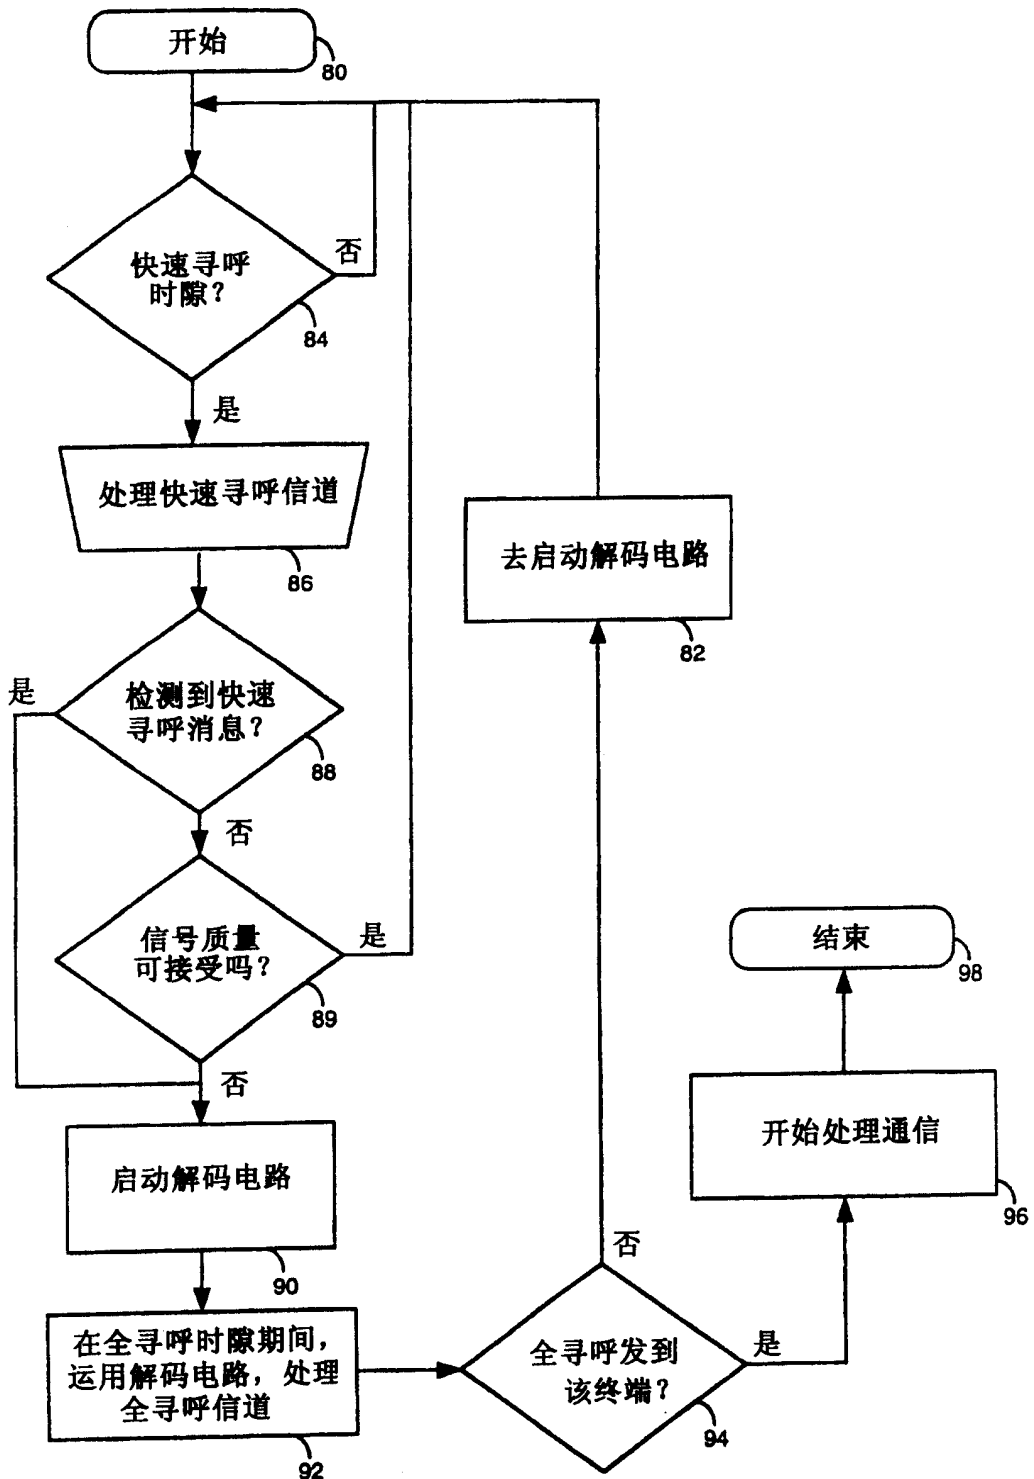 开始
80
快速寻呼
时隙?
否
84
是
处理快速寻呼信道
86
去启动解码电路
82
检测到快速
寻呼消息?
是
88
否
信号质量
可接受吗?
是
89
否
启动解码电路
90
在全寻呼时隙期间,
运用解码电路,处理
全寻呼信道
92
全寻呼发到
该终端?
否
是
94
开始处理通信
96
结束
98